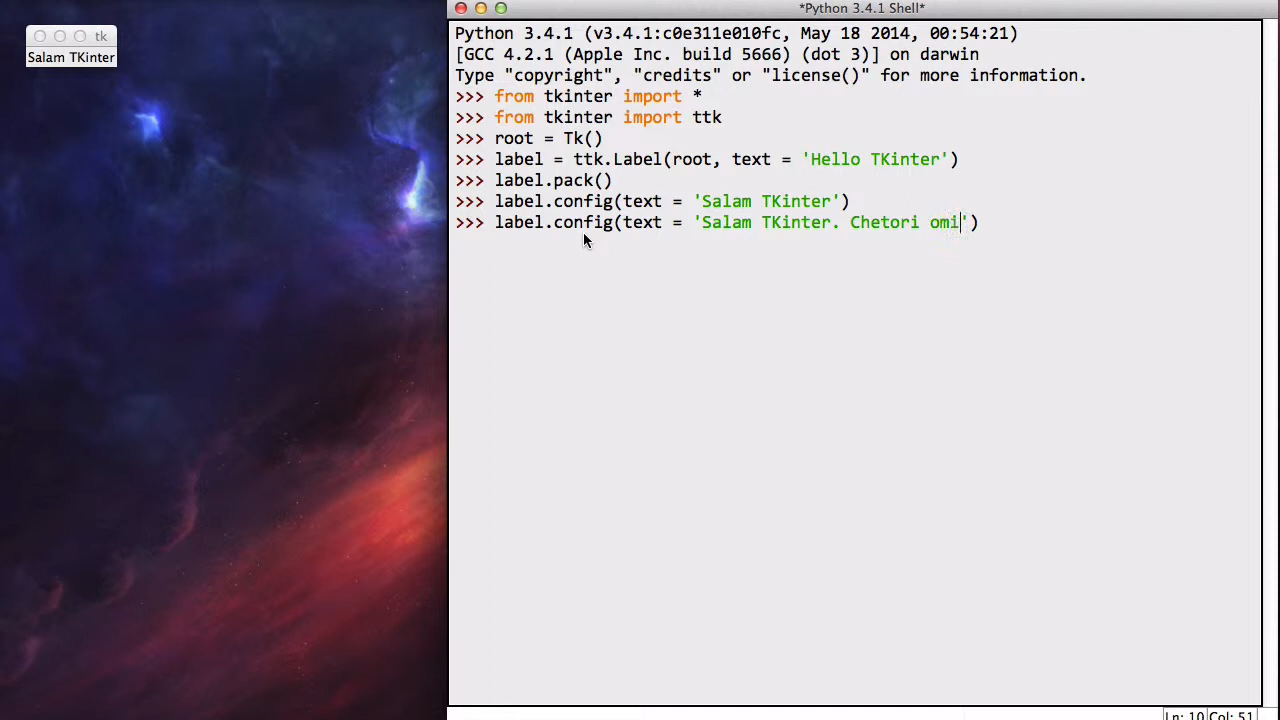 tk
Salam TKinter
*Python 3.4.1 Shell*
Python 3.4.1 (v3.4.1:c0e311e010fc, May 18 2014, 00:54:21)
[GCC 4.2.1 (Apple Inc. build 5666) (dot 3)] on darwin
Type "copyright", "credits" or "license()" for more information.
>>> from tkinter import *
>>> from tkinter import ttk
>>> root = Tk()
>>> label = ttk.Label(root, text = 'Hello TKinter')
>>> label.pack()
>>> label.config(text = 'Salam TKinter')
>>> label.config(text = 'Salam TKinter. Chetori omi')
Ln: 10 Col: 51